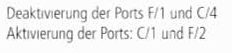 Deaktivierung der Ports F/1 und C/4
Aktivierung der Ports: C/1 und F/2